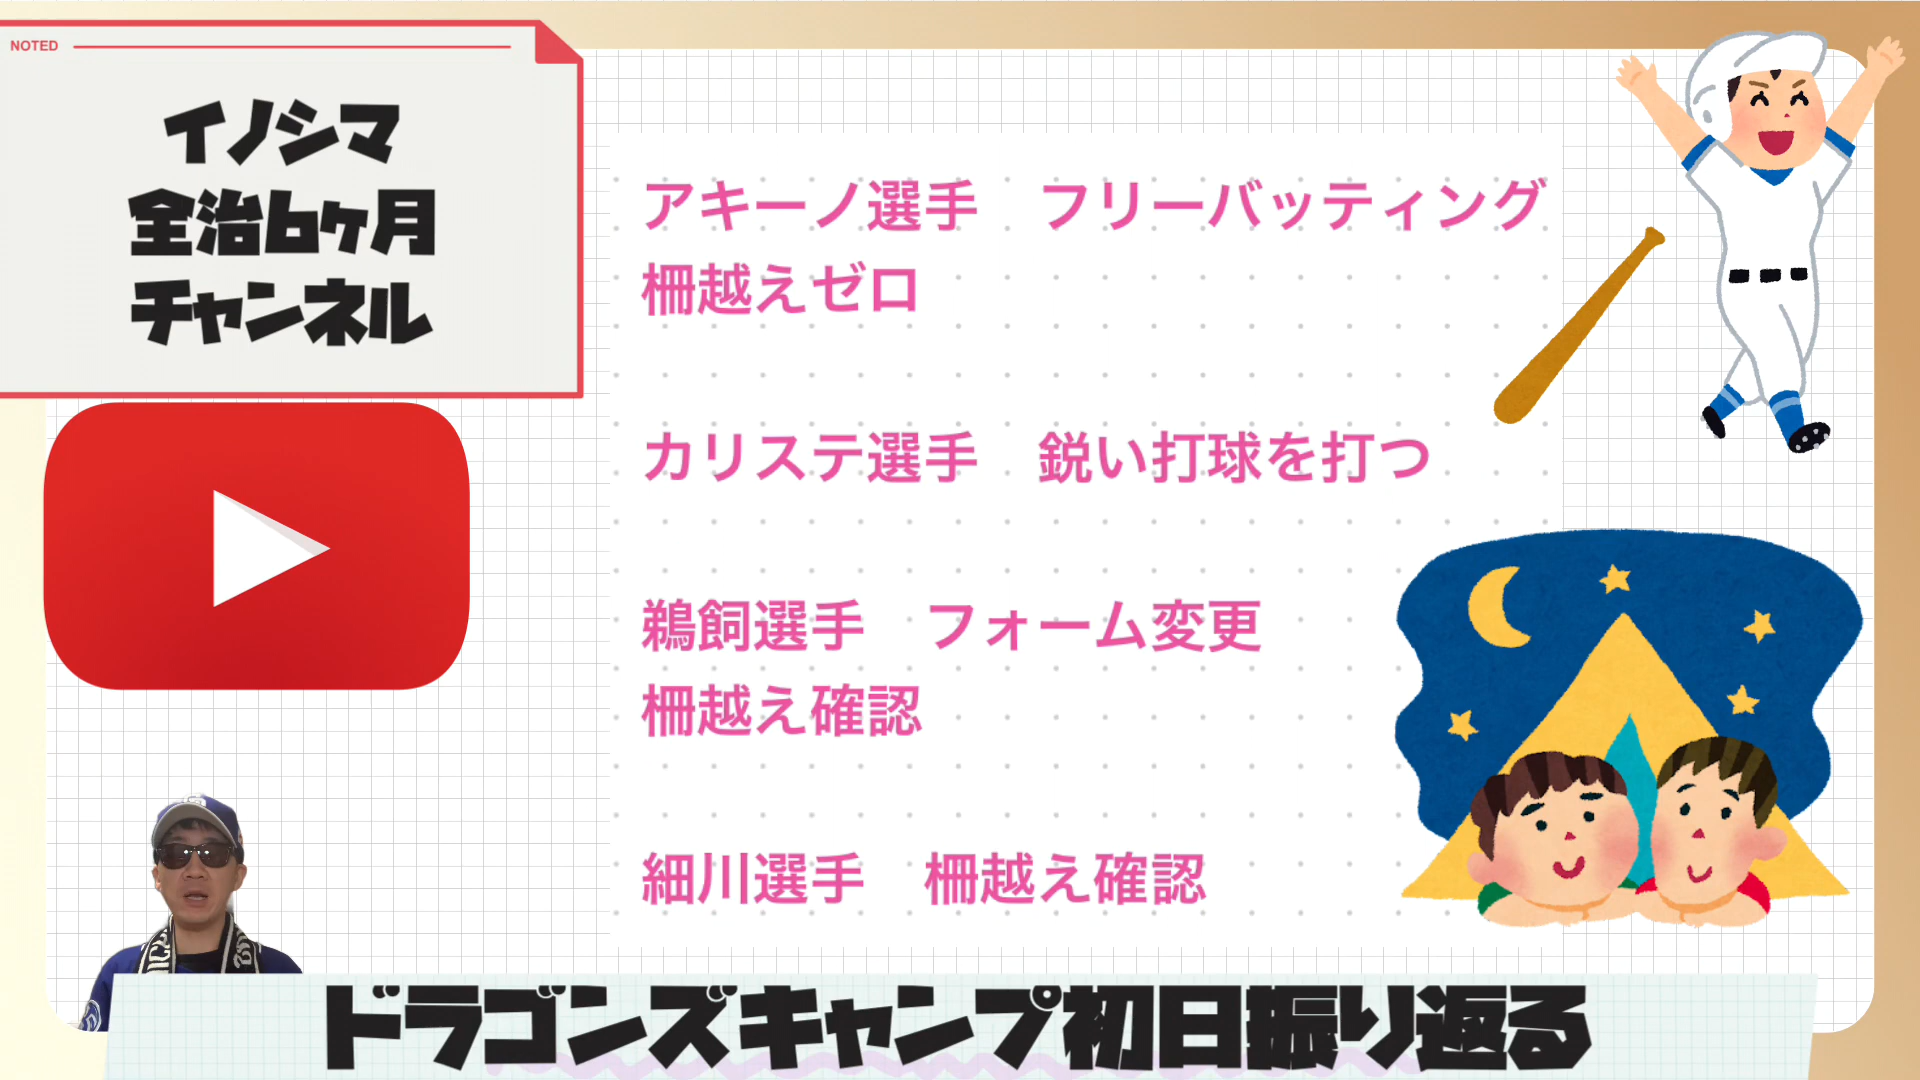 NOTED
イノシマ
全治6ヶ月
チャンネル
アキーノ選手　フリーバッティング
柵越えゼロ
カリステ選手　鋭い打球を打つ
鵜飼選手　フォーム変更
柵越え確認
細川選手　柵越え確認
ドラゴンズキャンプ初日振り返る